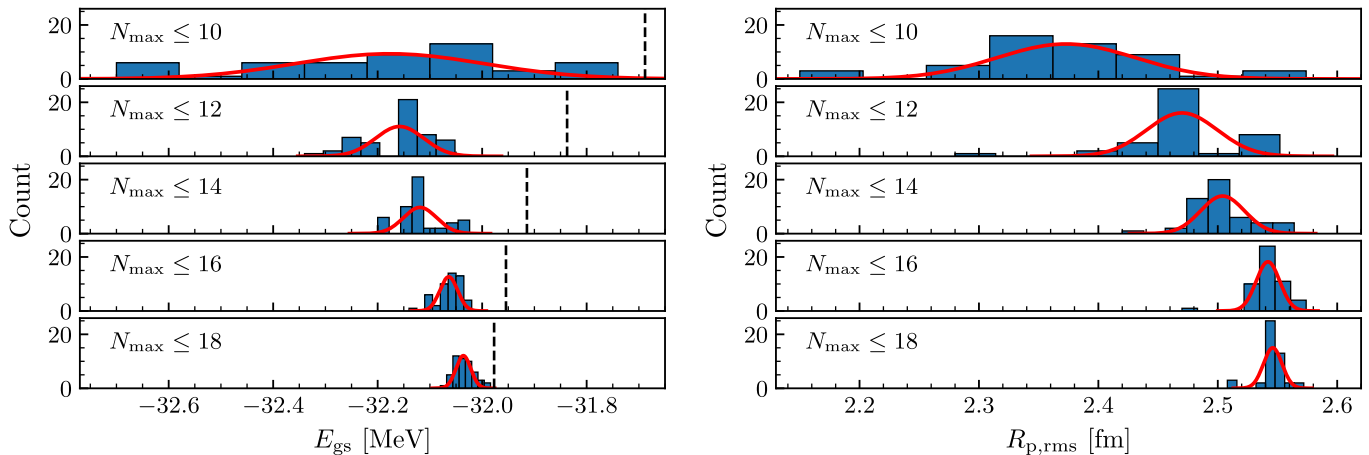 Count
20
0
N_max ≤ 10
20
0
N_max ≤ 12
20
0
N_max ≤ 14
20
0
N_max ≤ 16
20
0
N_max ≤ 18
−32.6 −32.4 −32.2 −32.0 −31.8
E_gs [MeV]
Count
20
0
N_max ≤ 10
20
0
N_max ≤ 12
20
0
N_max ≤ 14
20
0
N_max ≤ 16
20
0
N_max ≤ 18
2.2 2.3 2.4 2.5 2.6
R_p,rms [fm]